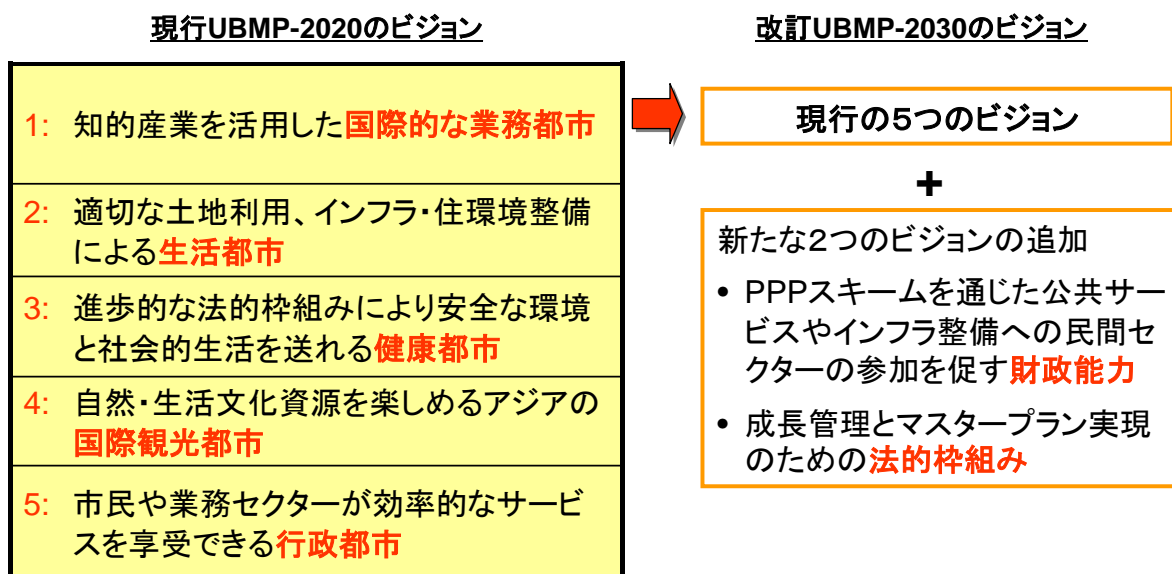 現行UBMP-2020のビジョン
1: 知的産業を活用した国際的な業務都市
2: 適切な土地利用、インフラ・住環境整備
による生活都市
3: 進歩的な法的枠組みにより安全な環境
と社会的生活を送れる健康都市
4: 自然・生活文化資源を楽しめるアジアの
国際観光都市
5: 市民や業務セクターが効率的なサービ
スを享受できる行政都市
改訂UBMP-2030のビジョン
現行の5つのビジョン
+
新たな2つのビジョンの追加
• PPPスキームを通じた公共サー
ビスやインフラ整備への民間セ
クターの参加を促す財政能力
• 成長管理とマスタープラン実現
のための法的枠組み